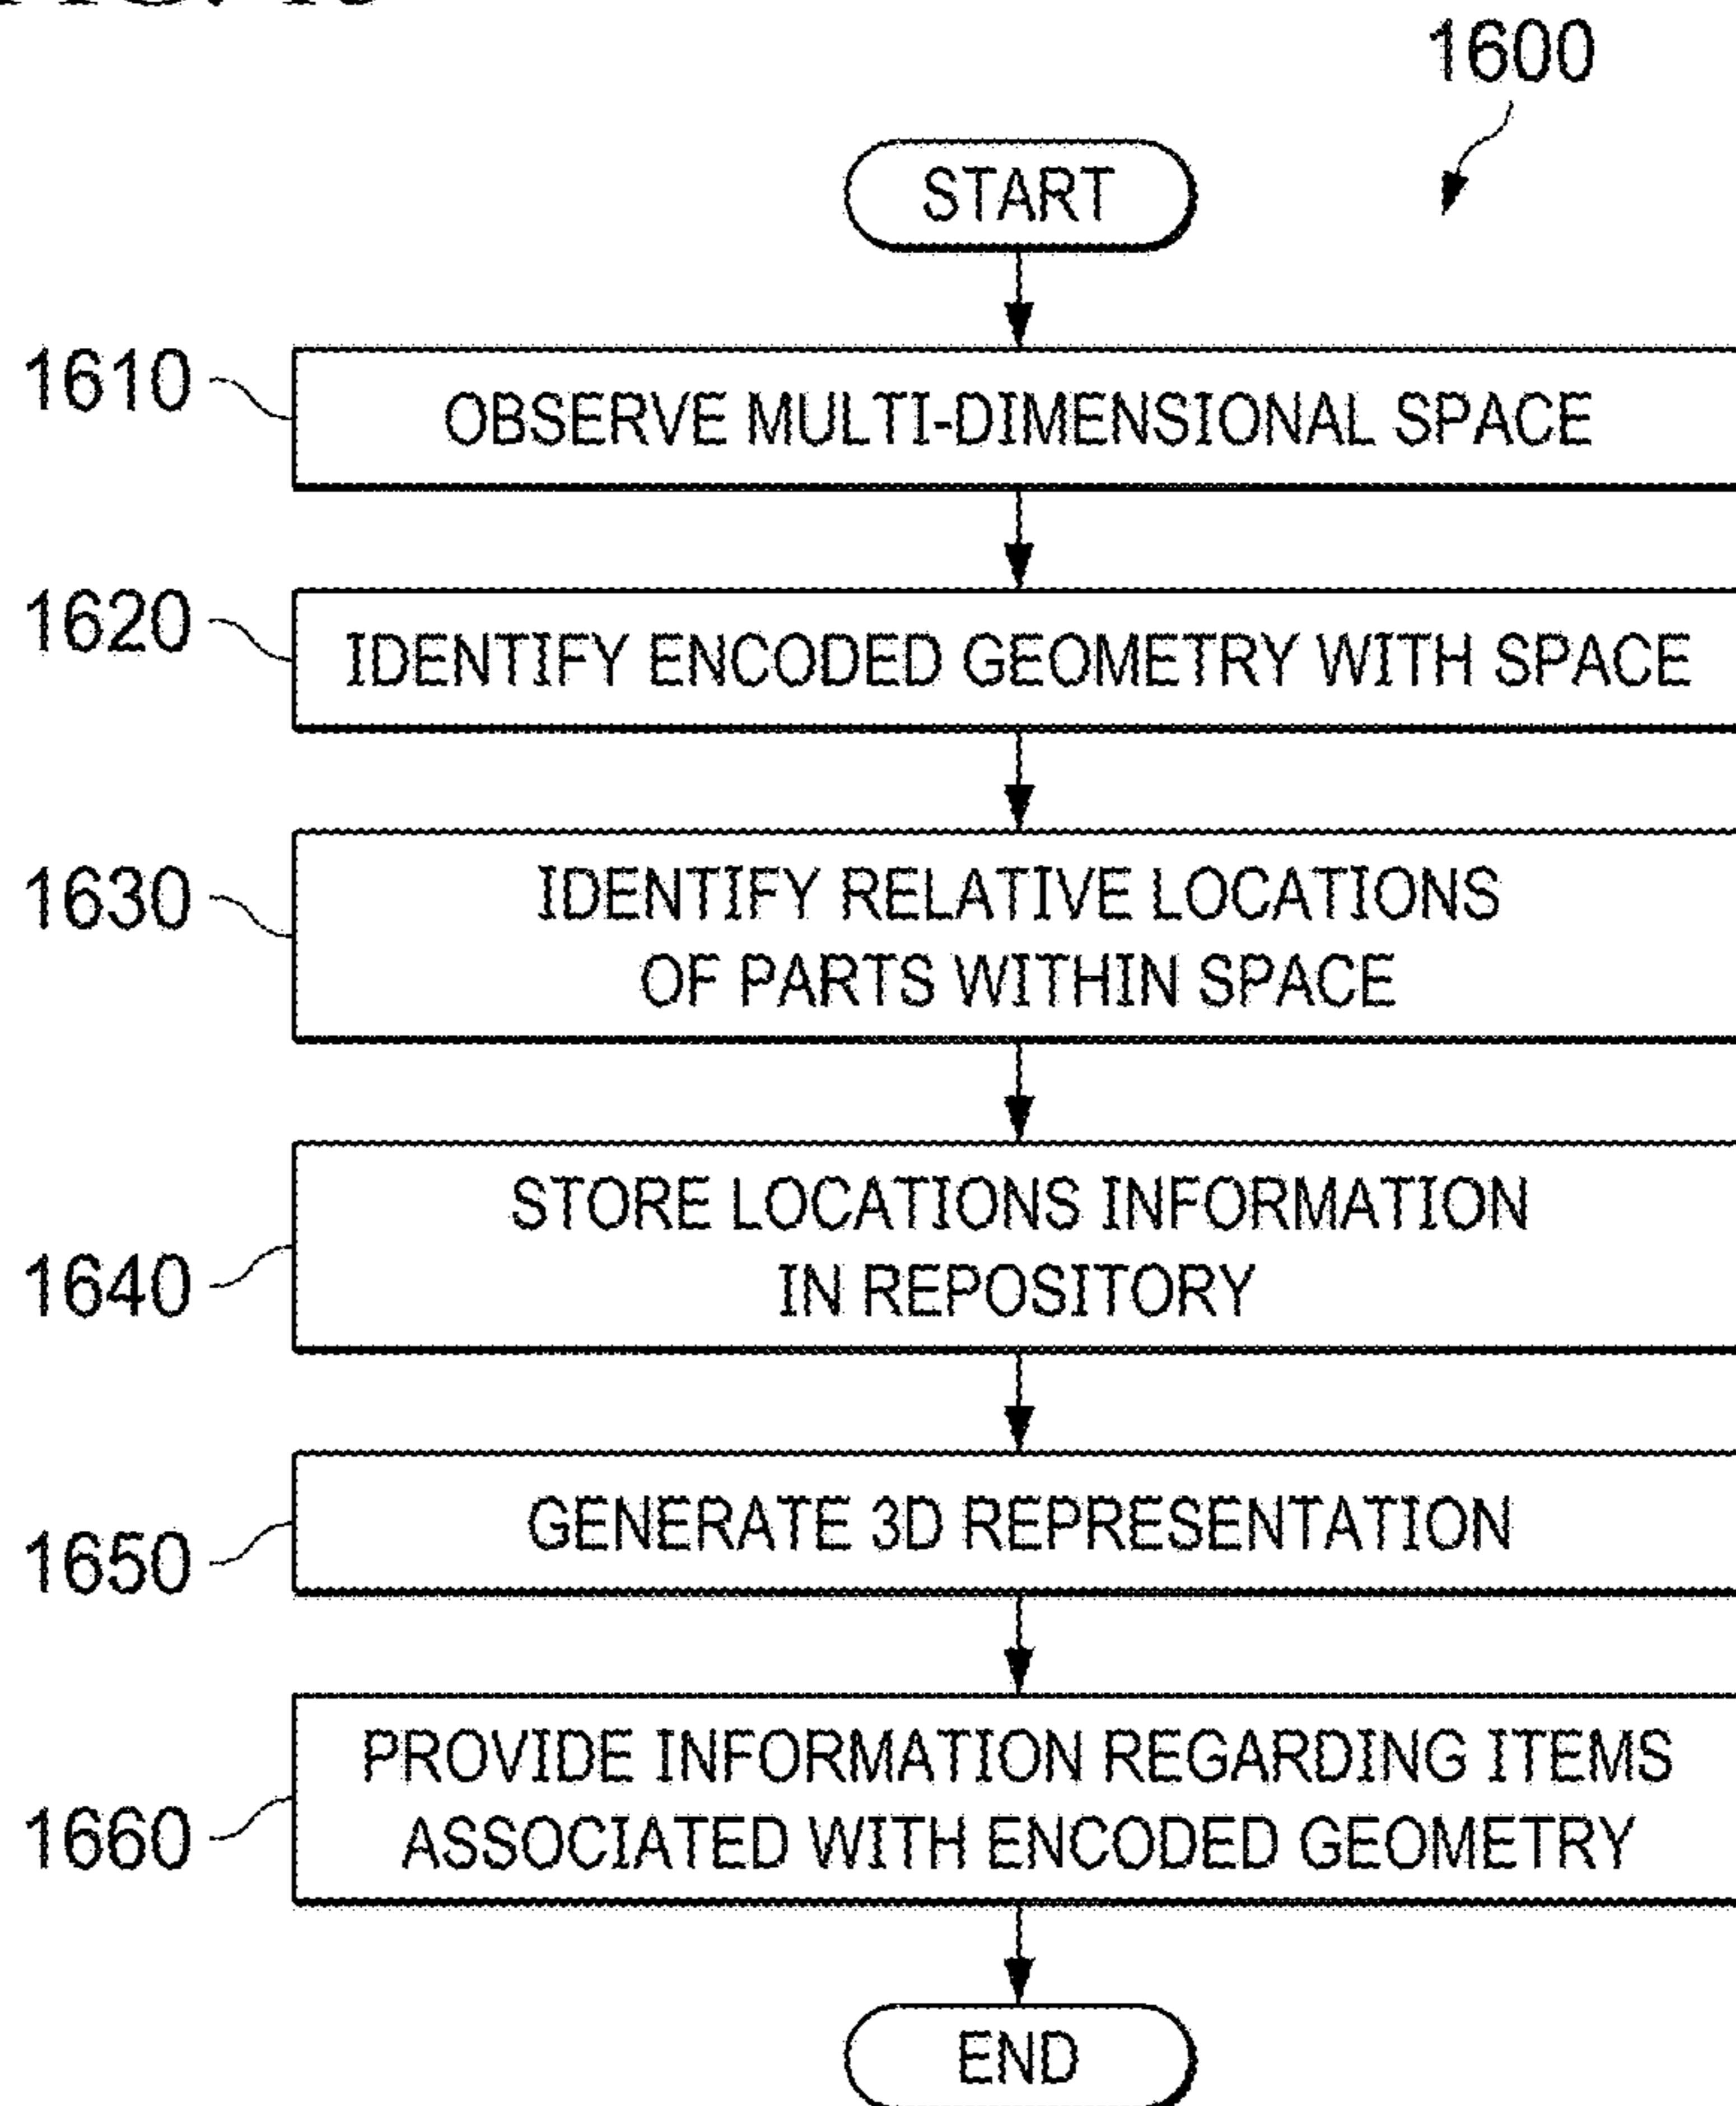 1600
START
1610
OBSERVE MULTI-DIMENSIONAL SPACE
1620
IDENTIFY ENCODED GEOMETRY WITH SPACE
1630
IDENTIFY RELATIVE LOCATIONS
OF PARTS WITHIN SPACE
1640
STORE LOCATIONS INFORMATION
IN REPOSITORY
1650
GENERATE 3D REPRESENTATION
1660
PROVIDE INFORMATION REGARDING ITEMS
ASSOCIATED WITH ENCODED GEOMETRY
END